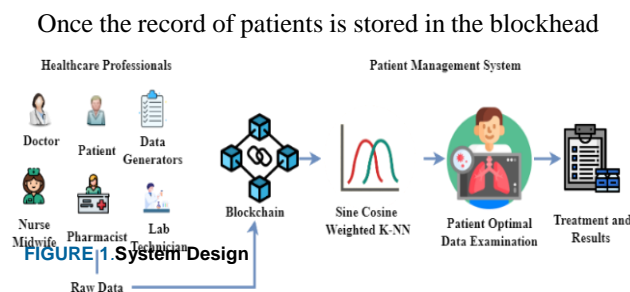 Once the record of patients is stored in the blockhead
Healthcare Professionals
Patient Management System
Doctor
Patient
Data
Generators
Nurse
Midwife
Pharmacist
Lab
Technician
Blockchain
Sine Cosine
Weighted K-NN
Patient Optimal
Data Examination
Treatment and
Results
FIGURE 1.System Design
Raw Data